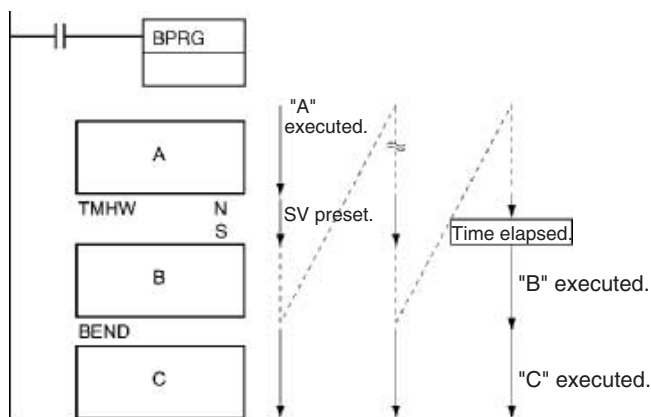 BPRG
"A"
executed.
A
TMHW N
S
SV preset.
Time elapsed.
B
"B" executed.
BEND
C
"C" executed.